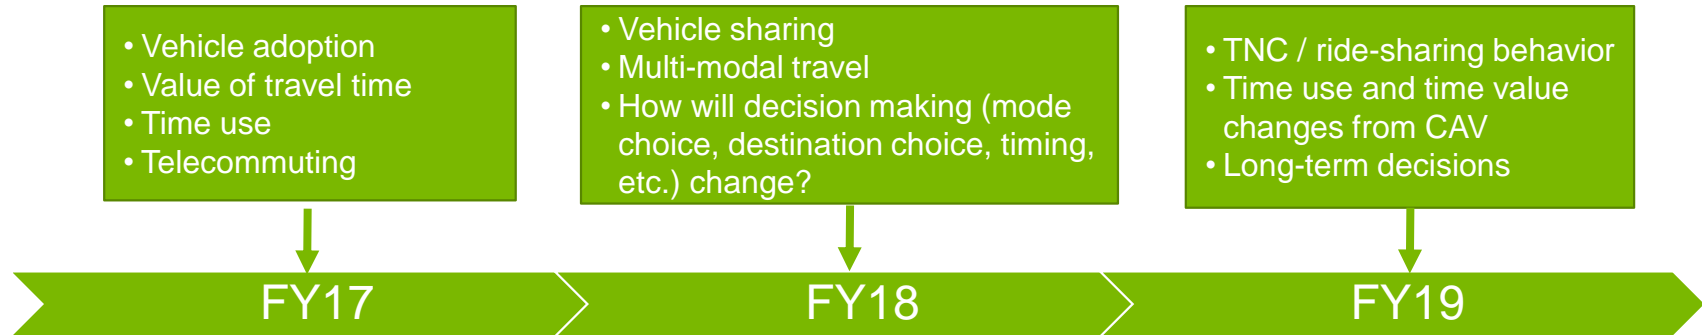 • Vehicle adoption
• Value of travel time
• Time use
• Telecommuting
• Vehicle sharing
• Multi-modal travel
• How will decision making (mode
choice, destination choice, timing,
etc.) change?
• TNC / ride-sharing behavior
• Time use and time value
changes from CAV
• Long-term decisions
FY17
FY18
FY19